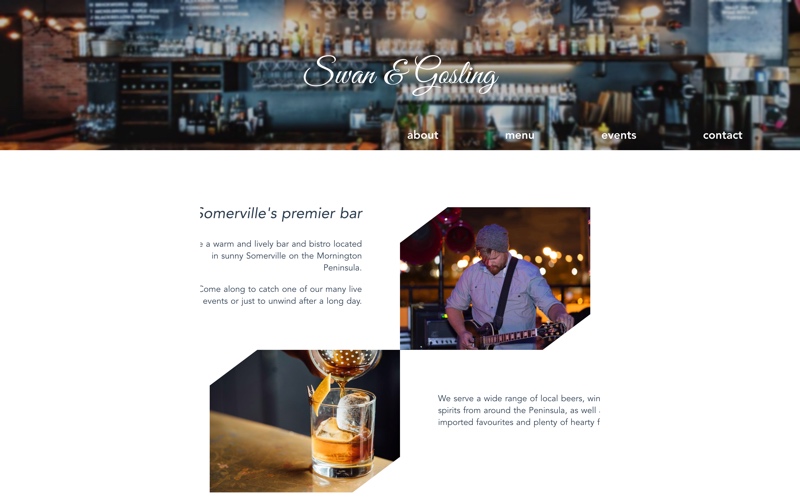 Swan & Gosling
about menu events contact
Somerville's premier bar
e a warm and lively bar and bistro located
in sunny Somerville on the Mornington
Peninsula.
Come along to catch one of our many live
events or just to unwind after a long day.
We serve a wide range of local beers, win
spirits from around the Peninsula, as well
imported favourites and plenty of hearty f